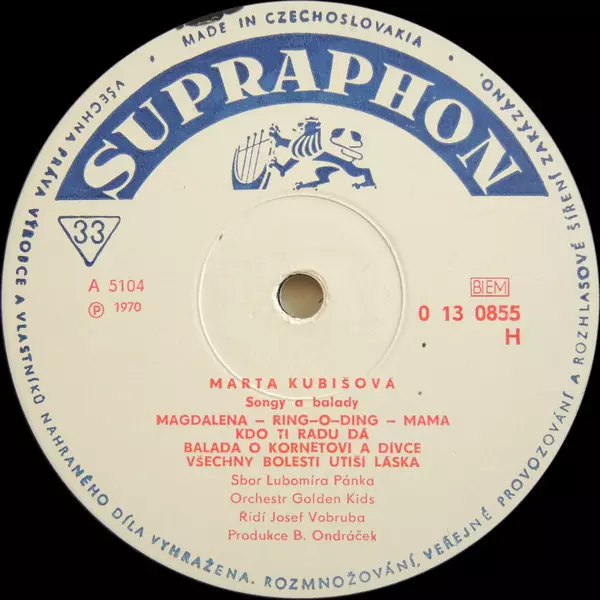 MADE IN CZECHOSLOVAKIA
SUPRAPHON
33
A 5104
Ⓟ 1970
BIEM
0 13 0855
H
MARTA KUBIŠOVÁ
Songy a balady
MAGDALENA – RING–O–DING – MAMA
KDO TI RADU DÁ
BALADA O KORNETOVI A DÍVCE
VŠECHNY BOLESTI UTIŠÍ LÁSKA
Sbor Lubomíra Pánka
Orchestr Golden Kids
Řídí Josef Vobruba
Produkce B. Ondráček
VŠECHNA PRÁVA VÝROBCE A VLASTNÍKŮ NAHRANÉHO DÍLA VYHRAŽENA. ROZMNOŽOVÁNÍ, VEŘEJNÉ PROVOZOVÁNÍ A ROZHLASOVÉ ŠÍŘENÍ ZAKÁZÁNO.